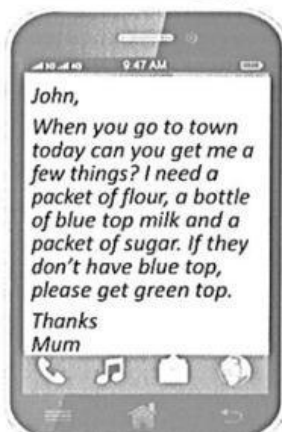 9:47 AM
John,
When you go to town
today can you get me a
few things? I need a
packet of flour, a bottle
of blue top milk and a
packet of sugar. If they
don't have blue top,
please get green top.
Thanks
Mum